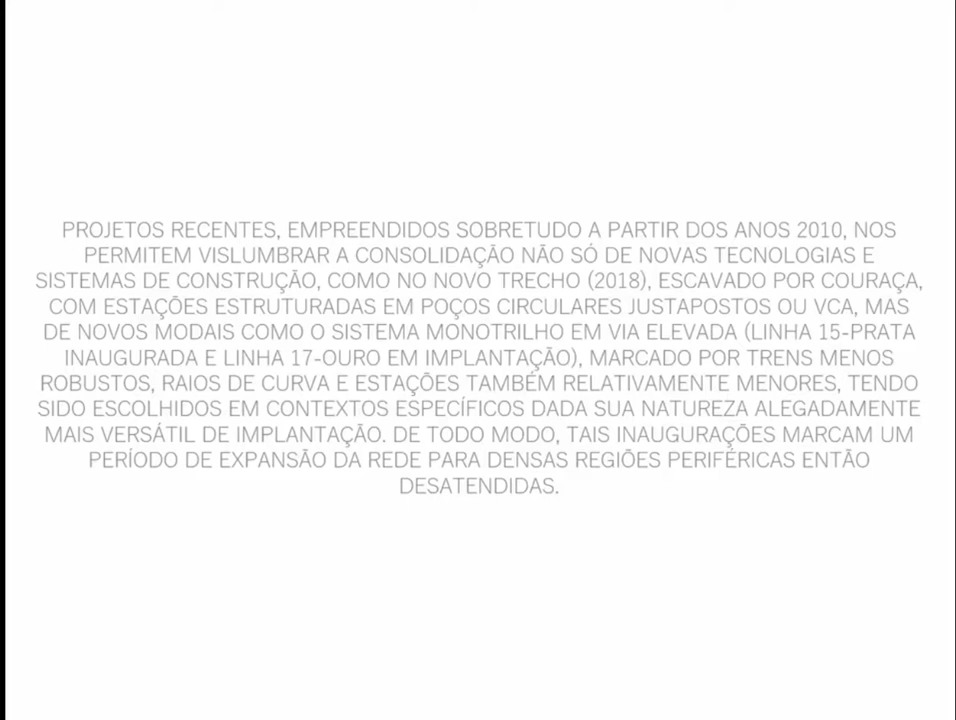 PROJETOS RECENTES, EMPREENDIDOS SOBRETUDO A PARTIR DOS ANOS 2010, NOS
PERMITEM VISLUMBRAR A CONSOLIDAÇÃO NÃO SÓ DE NOVAS TECNOLOGIAS E
SISTEMAS DE CONSTRUÇÃO, COMO NO NOVO TRECHO (2018), ESCAVADO POR COURAÇA,
COM ESTAÇÕES ESTRUTURADAS EM POÇOS CIRCULARES JUSTAPOSTOS OU VCA, MAS
DE NOVOS MODAIS COMO O SISTEMA MONOTRILHO EM VIA ELEVADA (LINHA 15-PRATA
INAUGURADA E LINHA 17-OURO EM IMPLANTAÇÃO), MARCADO POR TRENS MENOS
ROBUSTOS, RAIOS DE CURVA E ESTAÇÕES TAMBÉM RELATIVAMENTE MENORES, TENDO
SIDO ESCOLHIDOS EM CONTEXTOS ESPECÍFICOS DADA SUA NATUREZA ALEGADAMENTE
MAIS VERSÁTIL DE IMPLANTAÇÃO. DE TODO MODO, TAIS INAUGURAÇÕES MARCAM UM
PERÍODO DE EXPANSÃO DA REDE PARA DENSAS REGIÕES PERIFÉRICAS ENTÃO
DESATENDIDAS.